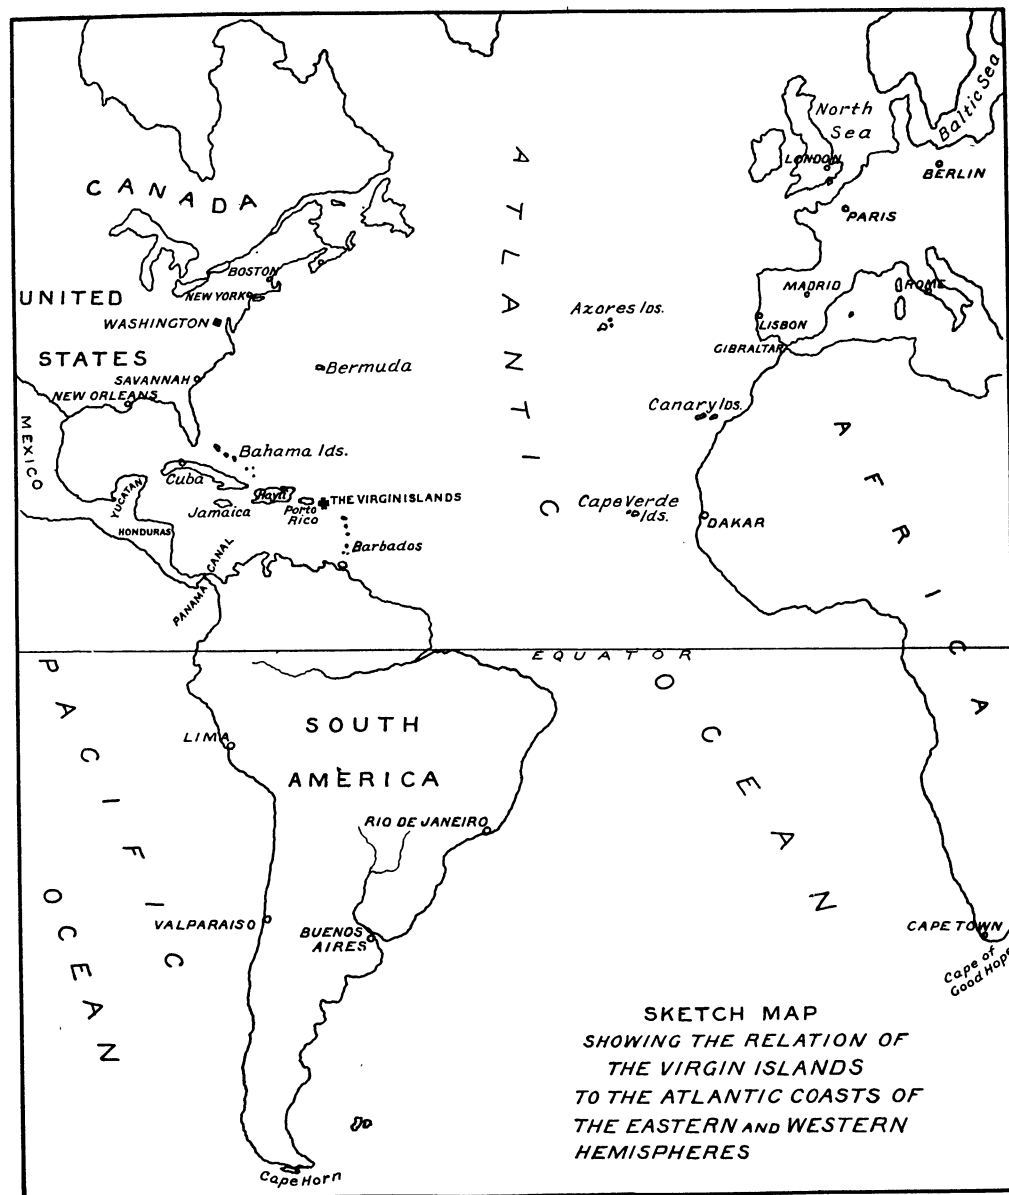 North
Sea
Baltic Sea
LONDON
BERLIN
PARIS
CANADA
ATLANTIC
BOSTON
NEW YORK
UNITED
WASHINGTON
STATES
SAVANNAH
NEW ORLEANS
MEXICO
Azores Ids.
MADRID
ROME
LISBON
GIBRALTAR
Bermuda
Canary Ids.
AFRICA
Bahama Ids.
Cuba
Hayti
Jamaica
Porto
Rico
THE VIRGIN ISLANDS
YUCATAN
HONDURAS
Barbados
PANAMA CANAL
Cape Verde
Ids.
DAKAR
EQUATOR
PACIFIC
OCEAN
OCEAN
SOUTH
AMERICA
LIMA
RIO DE JANEIRO
VALPARAISO
BUENOS
AIRES
CAPE TOWN
Cape of
Good Hope
Cape Horn
SKETCH MAP
SHOWING THE RELATION OF
THE VIRGIN ISLANDS
TO THE ATLANTIC COASTS OF
THE EASTERN AND WESTERN
HEMISPHERES